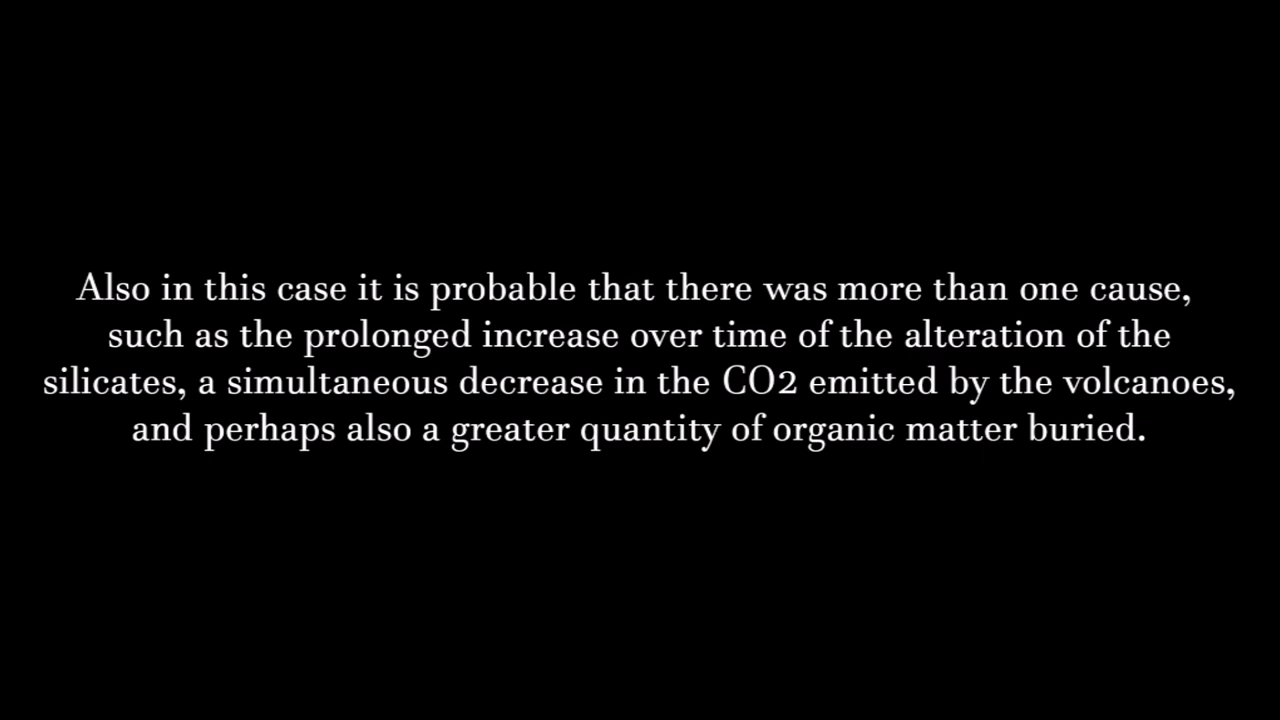 Also in this case it is probable that there was more than one cause,
such as the prolonged increase over time of the alteration of the
silicates, a simultaneous decrease in the CO2 emitted by the volcanoes,
and perhaps also a greater quantity of organic matter buried.